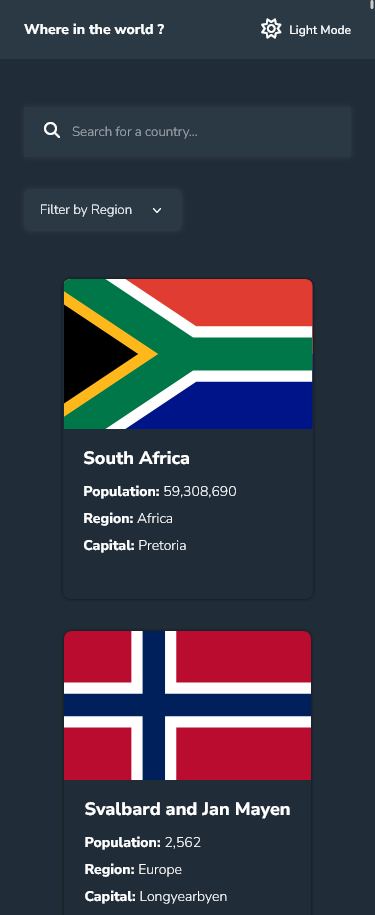 Where in the world ?
Light Mode
Search for a country...
Filter by Region
South Africa
Population: 59,308,690
Region: Africa
Capital: Pretoria
Svalbard and Jan Mayen
Population: 2,562
Region: Europe
Capital: Longyearbyen